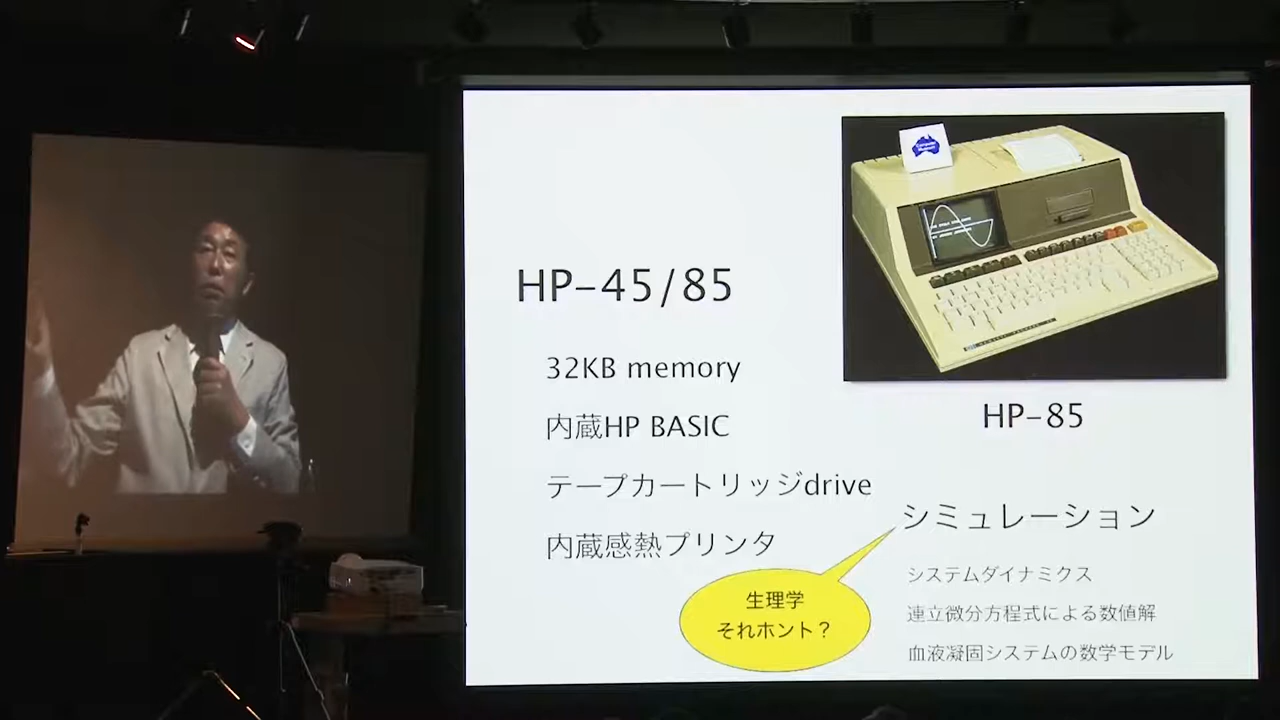 HP-45/85
32KB memory
内蔵HP BASIC
テープカートリッジdrive
内蔵感熱プリンタ
HP-85
シミュレーション
システムダイナミクス
連立微分方程式による数値解
血液凝固システムの数学モデル
生理学
それホント？